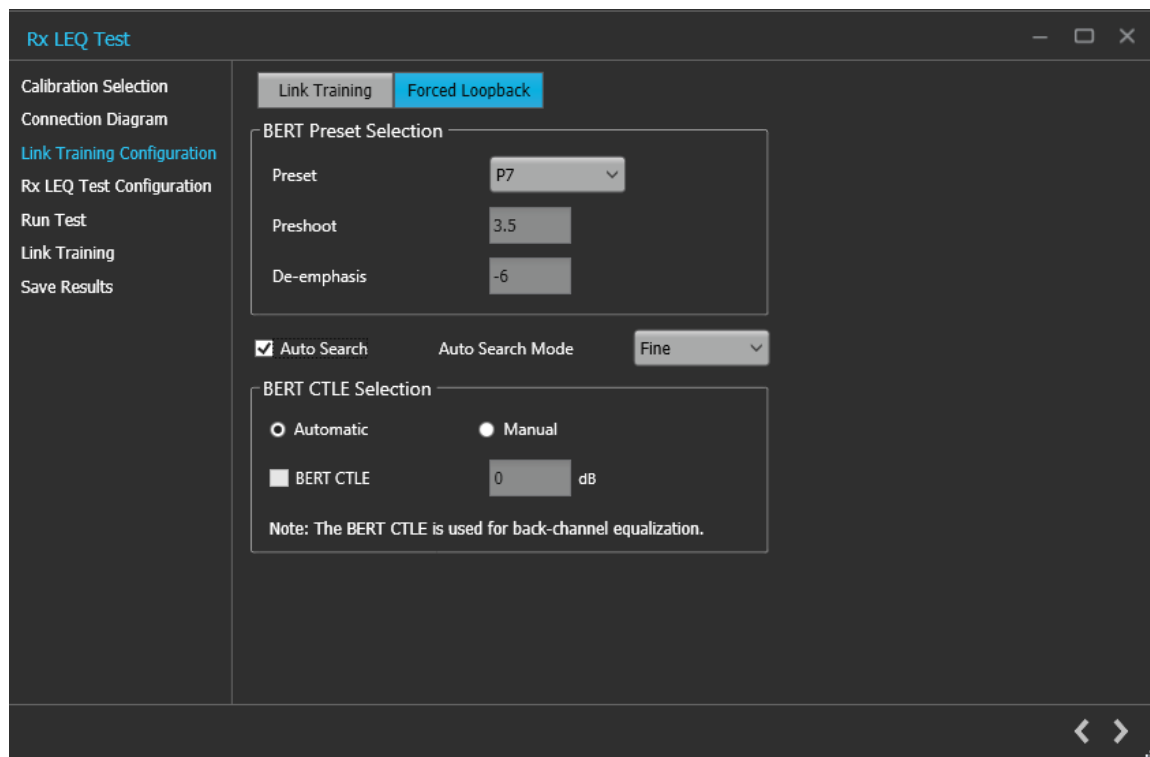 Rx LEQ Test
Calibration Selection
Connection Diagram
Link Training Configuration
Rx LEQ Test Configuration
Run Test
Link Training
Save Results
Link Training Forced Loopback
BERT Preset Selection
Preset P7
Preshoot 3.5
De-emphasis -6
Auto Search Auto Search Mode Fine
BERT CTLE Selection
Automatic Manual
BERT CTLE 0 dB
Note: The BERT CTLE is used for back-channel equalization.